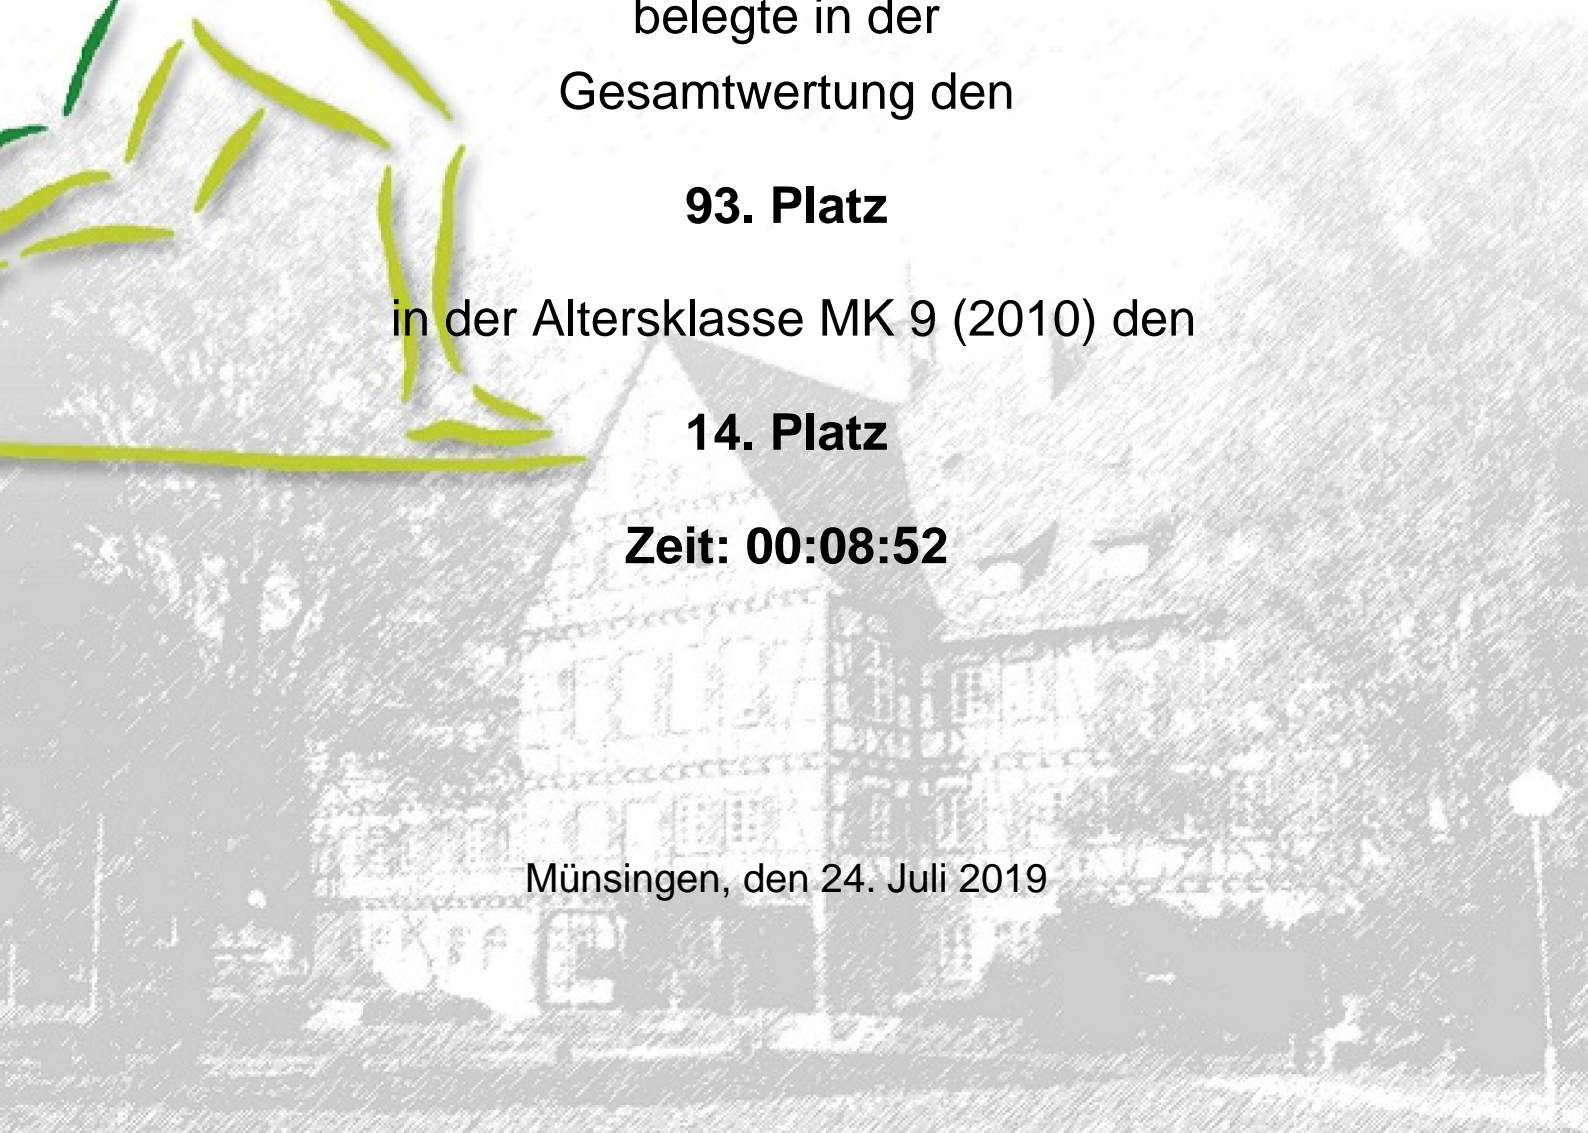 belegte in der
Gesamtwertung den
93. Platz
in der Altersklasse MK 9 (2010) den
14. Platz
Zeit: 00:08:52
Münsingen, den 24. Juli 2019